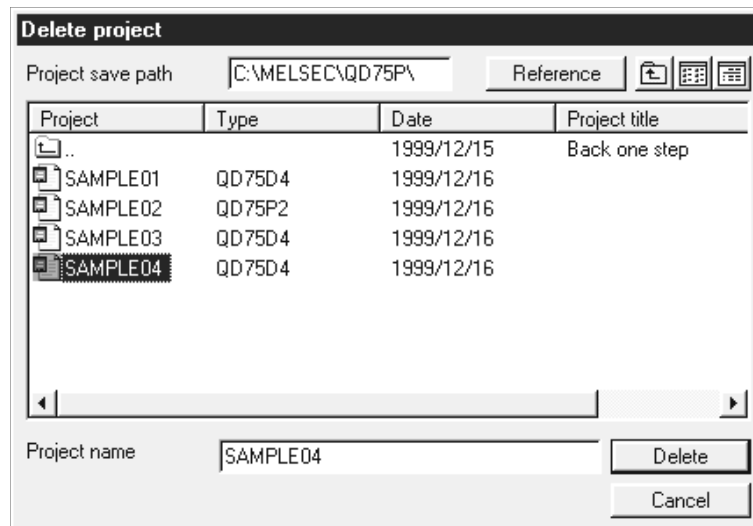 Delete project
Project save path C:\MELSEC\QD75P\ Reference
Project Type Date Project title
.. 1999/12/15 Back one step
SAMPLE01 QD75D4 1999/12/16
SAMPLE02 QD75P2 1999/12/16
SAMPLE03 QD75D4 1999/12/16
SAMPLE04 QD75D4 1999/12/16
Project name SAMPLE04 Delete
Cancel